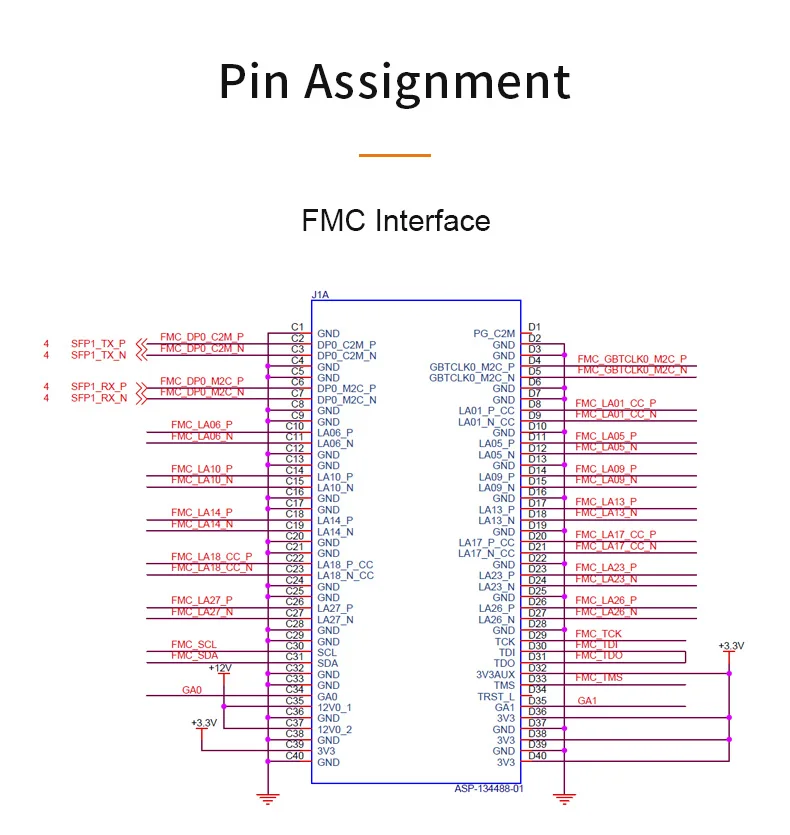 Pin Assignment
FMC Interface
J1A
C1 GND PG_C2M D1
4 SFP1_TX_P FMC_DP0_C2M_P C2 DP0_C2M_P GND D2
4 SFP1_TX_N FMC_DP0_C2M_N C3 DP0_C2M_N GND D3
C4 GND GBTCLK0_M2C_P D4 FMC_GBTCLK0_M2C_P
C5 GND GBTCLK0_M2C_N D5 FMC_GBTCLK0_M2C_N
4 SFP1_RX_P FMC_DP0_M2C_P C6 DP0_M2C_P GND D6
4 SFP1_RX_N FMC_DP0_M2C_N C7 DP0_M2C_N GND D7
C8 GND LA01_P_CC D8 FMC_LA01_CC_P
C9 GND LA01_N_CC D9 FMC_LA01_CC_N
FMC_LA06_P C10 LA06_P GND D10
FMC_LA06_N C11 LA06_N LA05_P D11 FMC_LA05_P
C12 GND LA05_N D12 FMC_LA05_N
C13 GND GND D13
FMC_LA10_P C14 LA10_P LA09_P D14 FMC_LA09_P
FMC_LA10_N C15 LA10_N LA09_N D15 FMC_LA09_N
C16 GND GND D16
C17 GND LA13_P D17 FMC_LA13_P
FMC_LA14_P C18 LA14_P LA13_N D18 FMC_LA13_N
FMC_LA14_N C19 LA14_N GND D19
C20 GND LA17_P_CC D20 FMC_LA17_CC_P
C21 GND LA17_N_CC D21 FMC_LA17_CC_N
FMC_LA18_CC_P C22 LA18_P_CC GND D22
FMC_LA18_CC_N C23 LA18_N_CC LA23_P D23 FMC_LA23_P
C24 GND LA23_N D24 FMC_LA23_N
C25 GND GND D25
FMC_LA27_P C26 LA27_P LA26_P D26 FMC_LA26_P
FMC_LA27_N C27 LA27_N LA26_N D27 FMC_LA26_N
C28 GND GND D28
C29 GND TCK D29 FMC_TCK
FMC_SCL C30 SCL TDI D30 FMC_TDI +3.3V
FMC_SDA C31 SDA TDO D31 FMC_TDO
+12V C32 GND 3V3AUX D32
C33 GND TMS D33 FMC_TMS
GA0 C34 GA0 TRST_L D34
C35 12V0_1 GA1 D35 GA1
C36 GND 3V3 D36
+3.3V C37 12V0_2 GND D37
C38 GND 3V3 D38
C39 3V3 GND D39
C40 GND 3V3 D40
ASP-134488-01